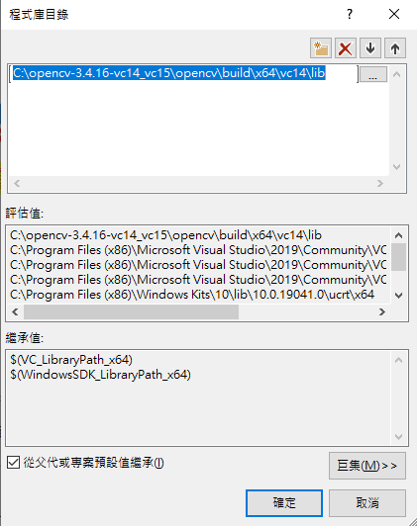 程式庫目錄
C:\opencv-3.4.16-vc14_vc15\opencv\build\x64\vc14\lib
...
評估值:
C:\opencv-3.4.16-vc14_vc15\opencv\build\x64\vc14\lib
C:\Program Files (x86)\Microsoft Visual Studio\2019\Community\VC
C:\Program Files (x86)\Microsoft Visual Studio\2019\Community\VC
C:\Program Files (x86)\Microsoft Visual Studio\2019\Community\VC
C:\Program Files (x86)\Windows Kits\10\lib\10.0.19041.0\ucrt\x64
繼承值:
$(VC_LibraryPath_x64)
$(WindowsSDK_LibraryPath_x64)
從父代或專案預設值繼承(I)
巨集(M)>>
確定
取消